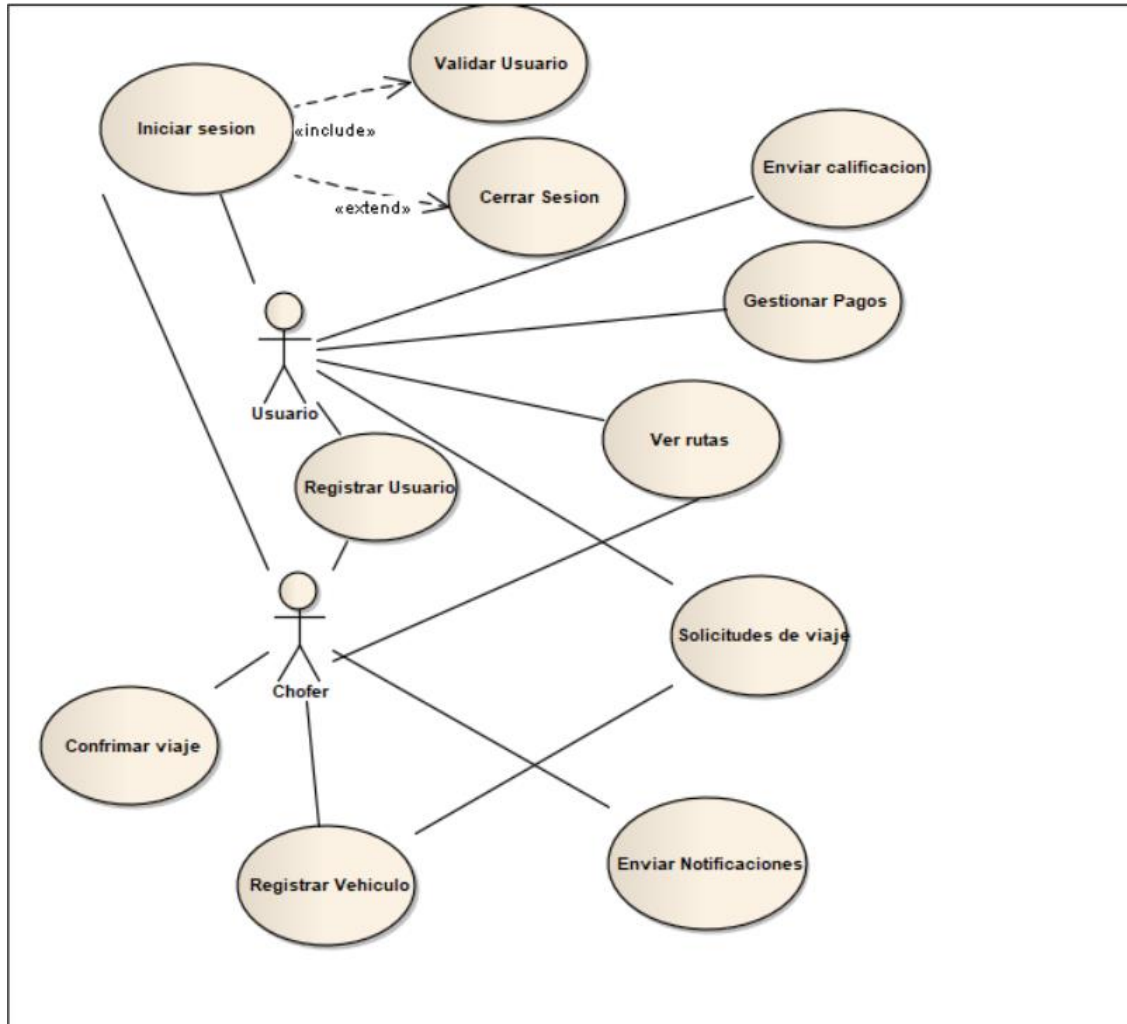 Validar Usuario
Iniciar sesion
«include»
Enviar calificacion
Cerrar Sesion
«extend»
Gestionar Pagos
Usuario
Ver rutas
Registrar Usuario
Solicitudes de viaje
Chofer
Confrimar viaje
Enviar Notificaciones
Registrar Vehiculo